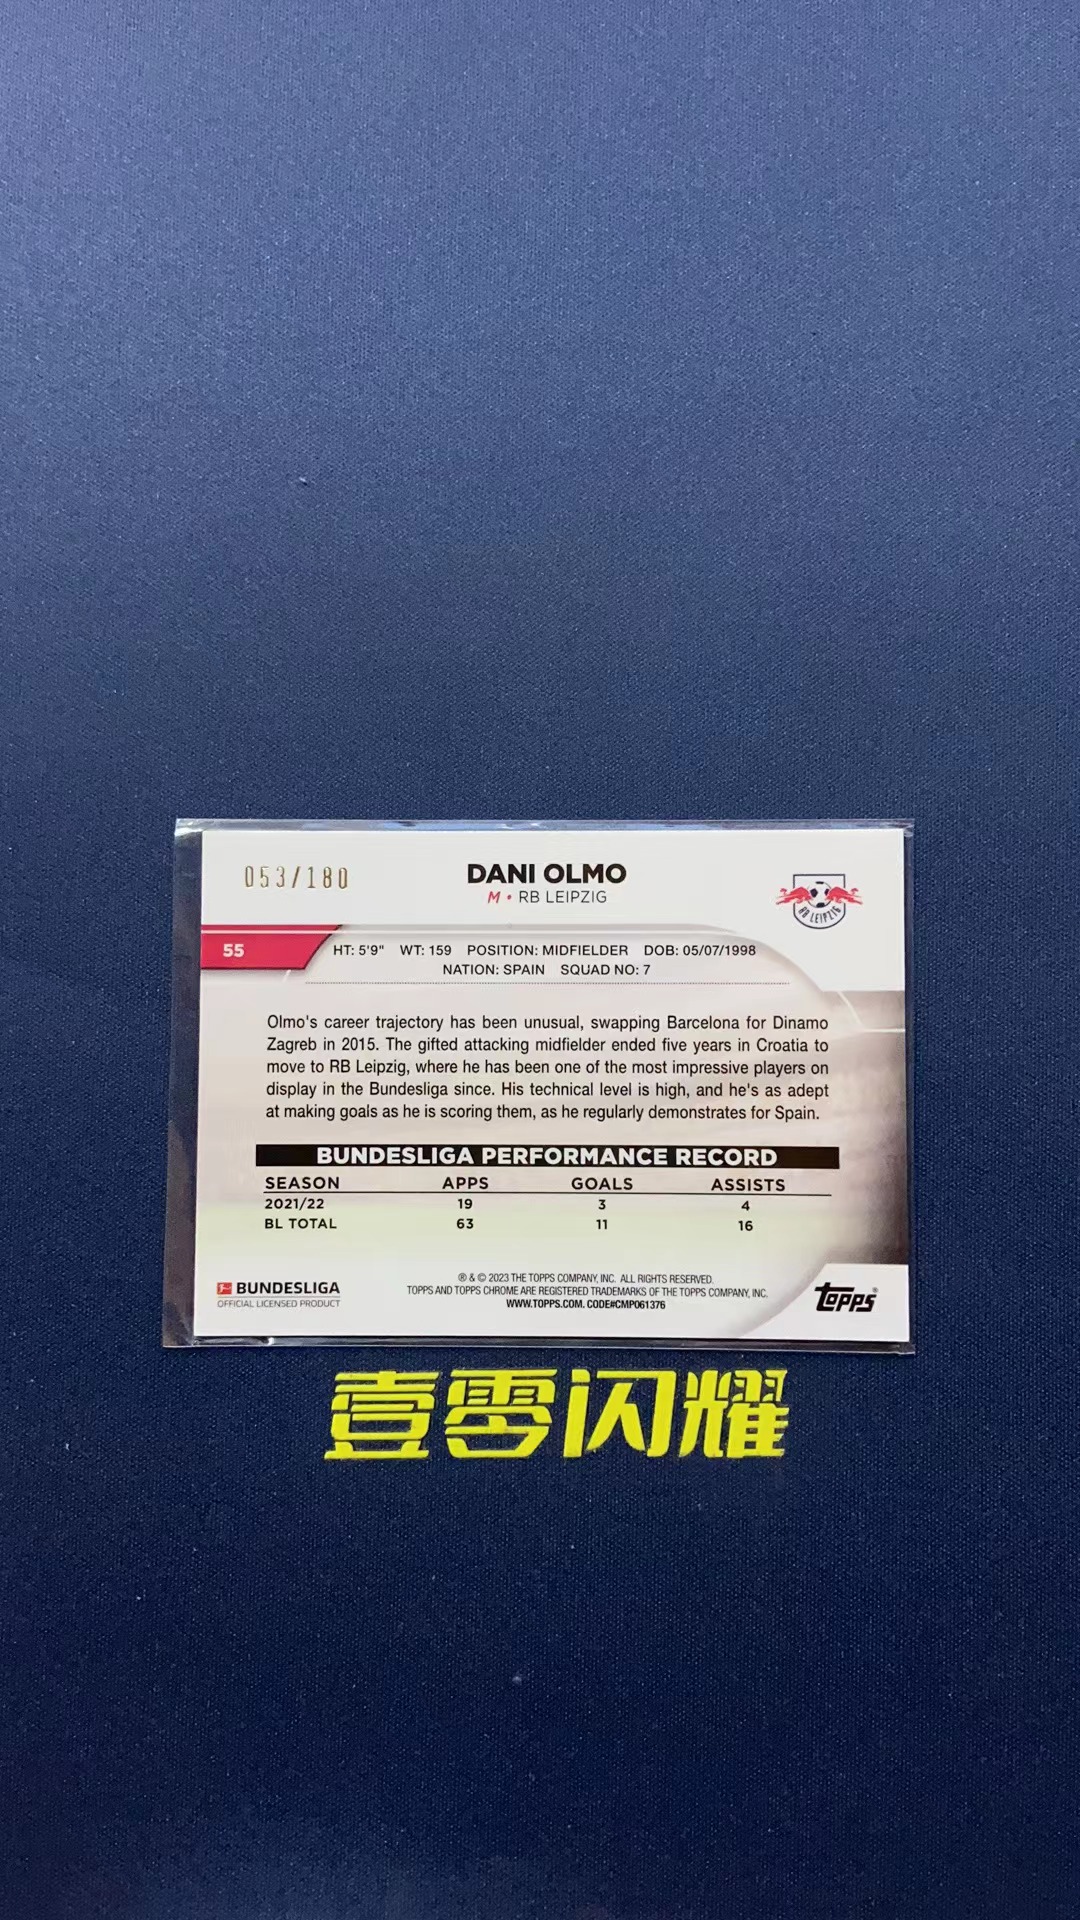 053/180
DANI OLMO
M • RB LEIPZIG
RB LEIPZIG
55
HT: 5'9" WT: 159 POSITION: MIDFIELDER DOB: 05/07/1998
NATION: SPAIN SQUAD NO: 7
Olmo's career trajectory has been unusual, swapping Barcelona for Dinamo
Zagreb in 2015. The gifted attacking midfielder ended five years in Croatia to
move to RB Leipzig, where he has been one of the most impressive players on
display in the Bundesliga since. His technical level is high, and he's as adept
at making goals as he is scoring them, as he regularly demonstrates for Spain.
BUNDESLIGA PERFORMANCE RECORD
SEASON APPS GOALS ASSISTS
2021/22 19 3 4
BL TOTAL 63 11 16
BUNDESLIGA
OFFICIAL LICENSED PRODUCT
® & © 2023 THE TOPPS COMPANY, INC. ALL RIGHTS RESERVED.
TOPPS AND TOPPS CHROME ARE REGISTERED TRADEMARKS OF THE TOPPS COMPANY, INC.
WWW.TOPPS.COM. CODE#CMP061376
topps®
壹零闪耀